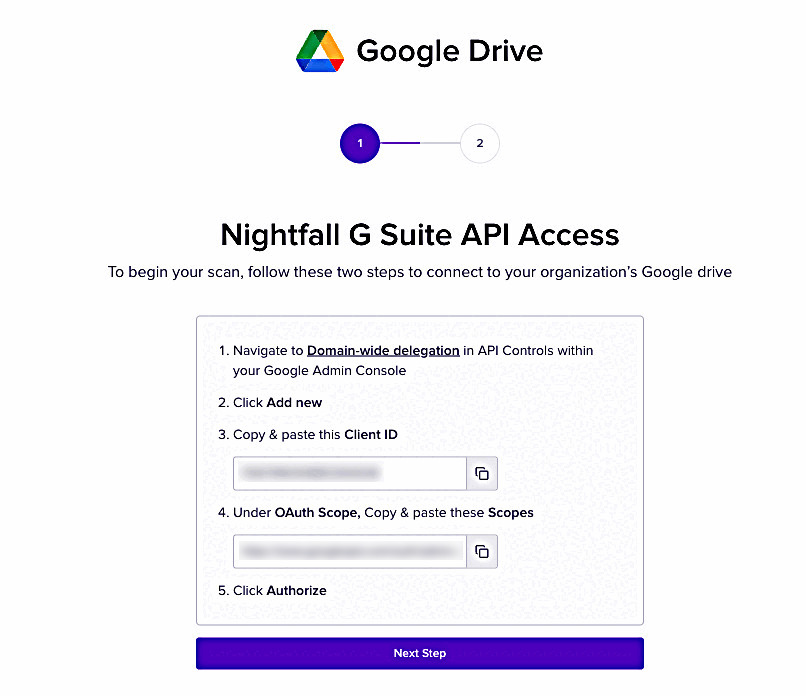 Google Drive
1
2
Nightfall G Suite API Access
To begin your scan, follow these two steps to connect to your organization's Google drive
1. Navigate to Domain-wide delegation in API Controls within
your Google Admin Console
2. Click Add new
3. Copy & paste this Client ID
4. Under OAuth Scope, Copy & paste these Scopes
5. Click Authorize
Next Step